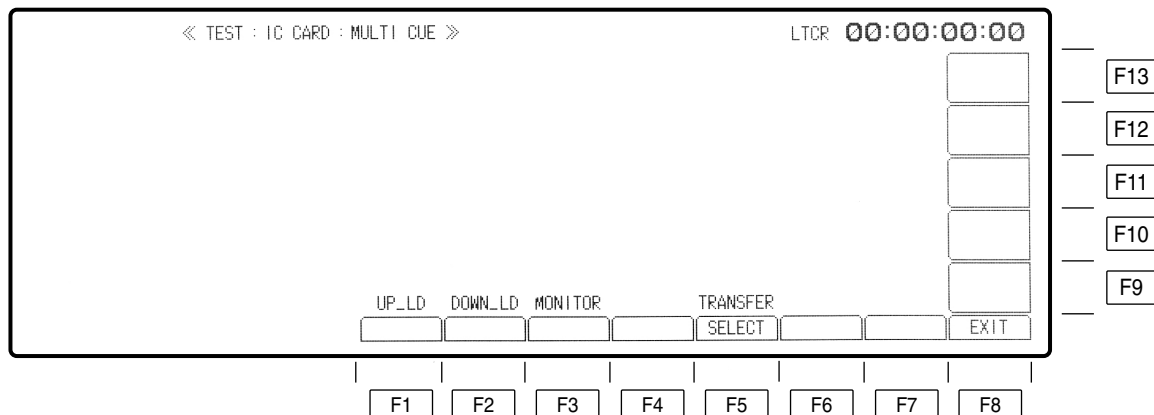 ≪ TEST : IC CARD : MULTI CUE ≫ LTCR 00:00:00:00
F13
F12
F11
F10
F9
UP_LD DOWN_LD MONITOR TRANSFER
SELECT EXIT
F1 F2 F3 F4 F5 F6 F7 F8